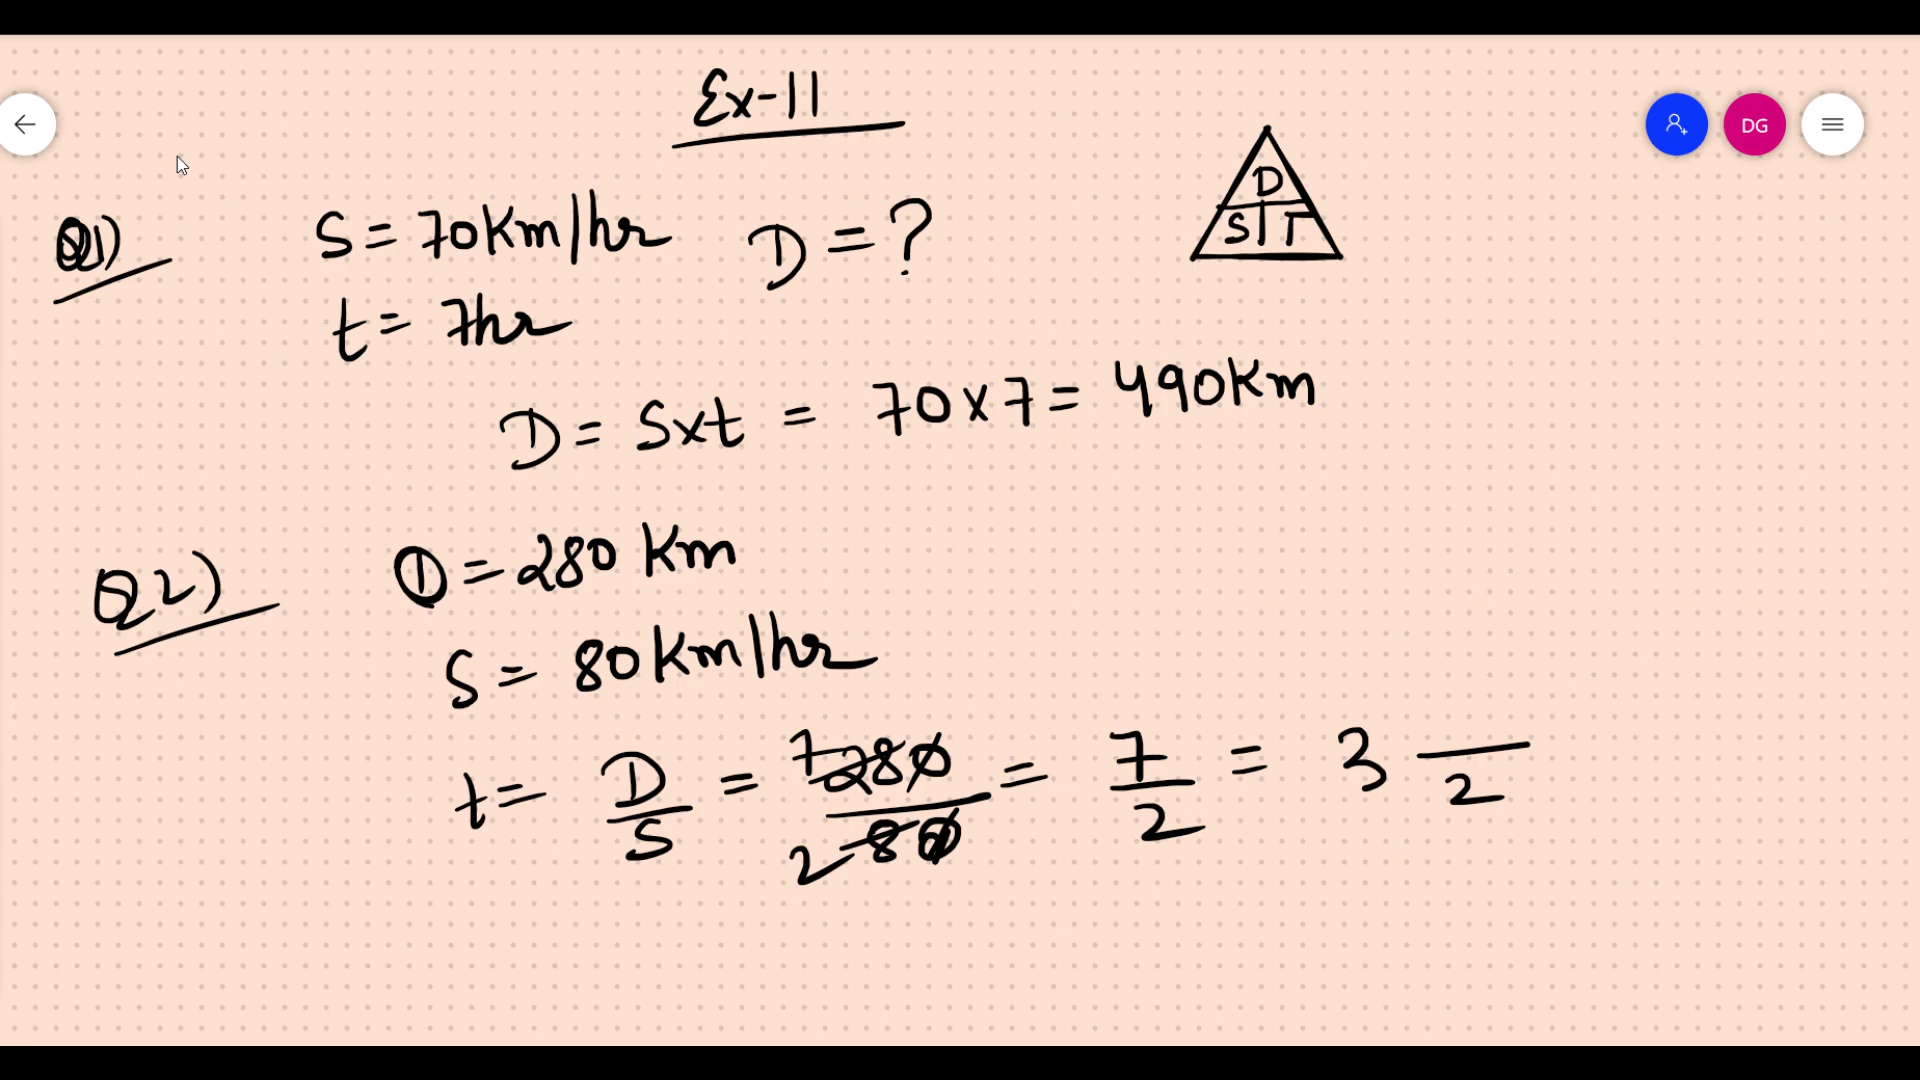 Ex-11
DG
D
S T
Q1) S = 70Km/hr D = ?
t = 7hr
D = S×t = 70×7 = 490Km
Q2) D = 280 Km
S = 80Km/hr
t = D/S = 7 280/2 80 = 7/2 = 3 /2